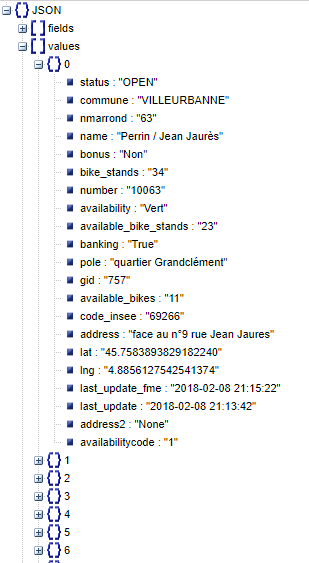 JSON
fields
values
0
status : "OPEN"
commune : "VILLEURBANNE"
nmarrond : "63"
name : "Perrin / Jean Jaurès"
bonus : "Non"
bike_stands : "34"
number : "10063"
availability : "Vert"
available_bike_stands : "23"
banking : "True"
pole : "quartier Grandclément"
gid : "757"
available_bikes : "11"
code_insee : "69266"
address : "face au n°9 rue Jean Jaures"
lat : "45.7583893829182240"
lng : "4.8856127542541374"
last_update_fme : "2018-02-08 21:15:22"
last_update : "2018-02-08 21:13:42"
address2 : "None"
availabilitycode : "1"
1
2
3
4
5
6